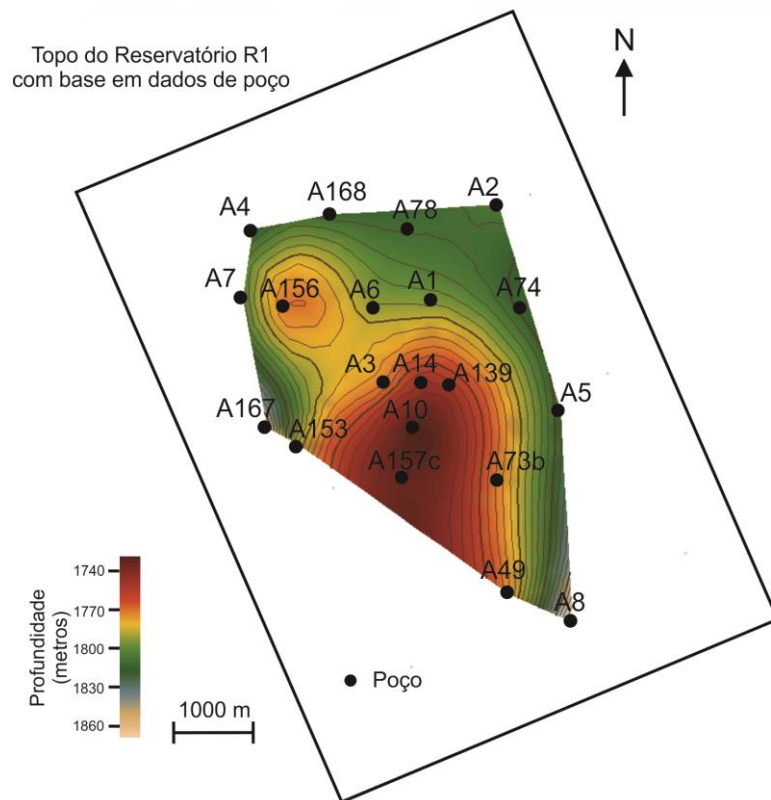 Topo do Reservatório R1
com base em dados de poço
N
A4
A168
A78
A2
A7
A156
A6
A1
A74
A3
A14
A139
A5
A167
A153
A10
A157c
A73b
A49
A8
Profundidade
(metros)
1740
1770
1800
1830
1860
1000 m
Poço